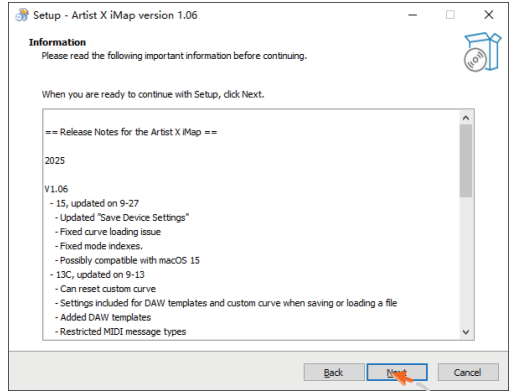 Setup - Artist X iMap version 1.06
Information
Please read the following important information before continuing.
When you are ready to continue with Setup, click Next.
== Release Notes for the Artist X iMap ==
2025
V1.06
- 15, updated on 9-27
- Updated "Save Device Settings"
- Fixed curve loading issue
- Fixed mode indexes.
- Possibly compatible with macOS 15
- 13C, updated on 9-13
- Can reset custom curve
- Settings included for DAW templates and custom curve when saving or loading a file
- Added DAW templates
- Restricted MIDI message types
Back
Next
Cancel